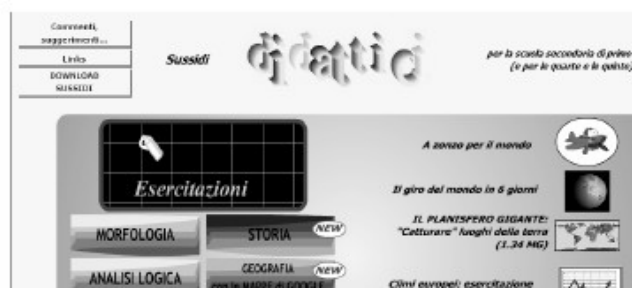 Commenti,
suggerimenti...
Links
DOWNLOAD
SUSSIDI
Sussidi
didattici
per la scuola secondaria di primo
(e per le quarte e le quinte)
Esercitazioni
MORFOLOGIA
STORIA
NEW
ANALISI LOGICA
GEOGRAFIA
NEW
con le MAPPE di GOOGLE
A zonzo per il mondo
Il giro del mondo in 6 giorni
IL PLANISFERO GIGANTE:
"Catturare" luoghi della terra
(1.34 MG)
Climi europei: esercitazione